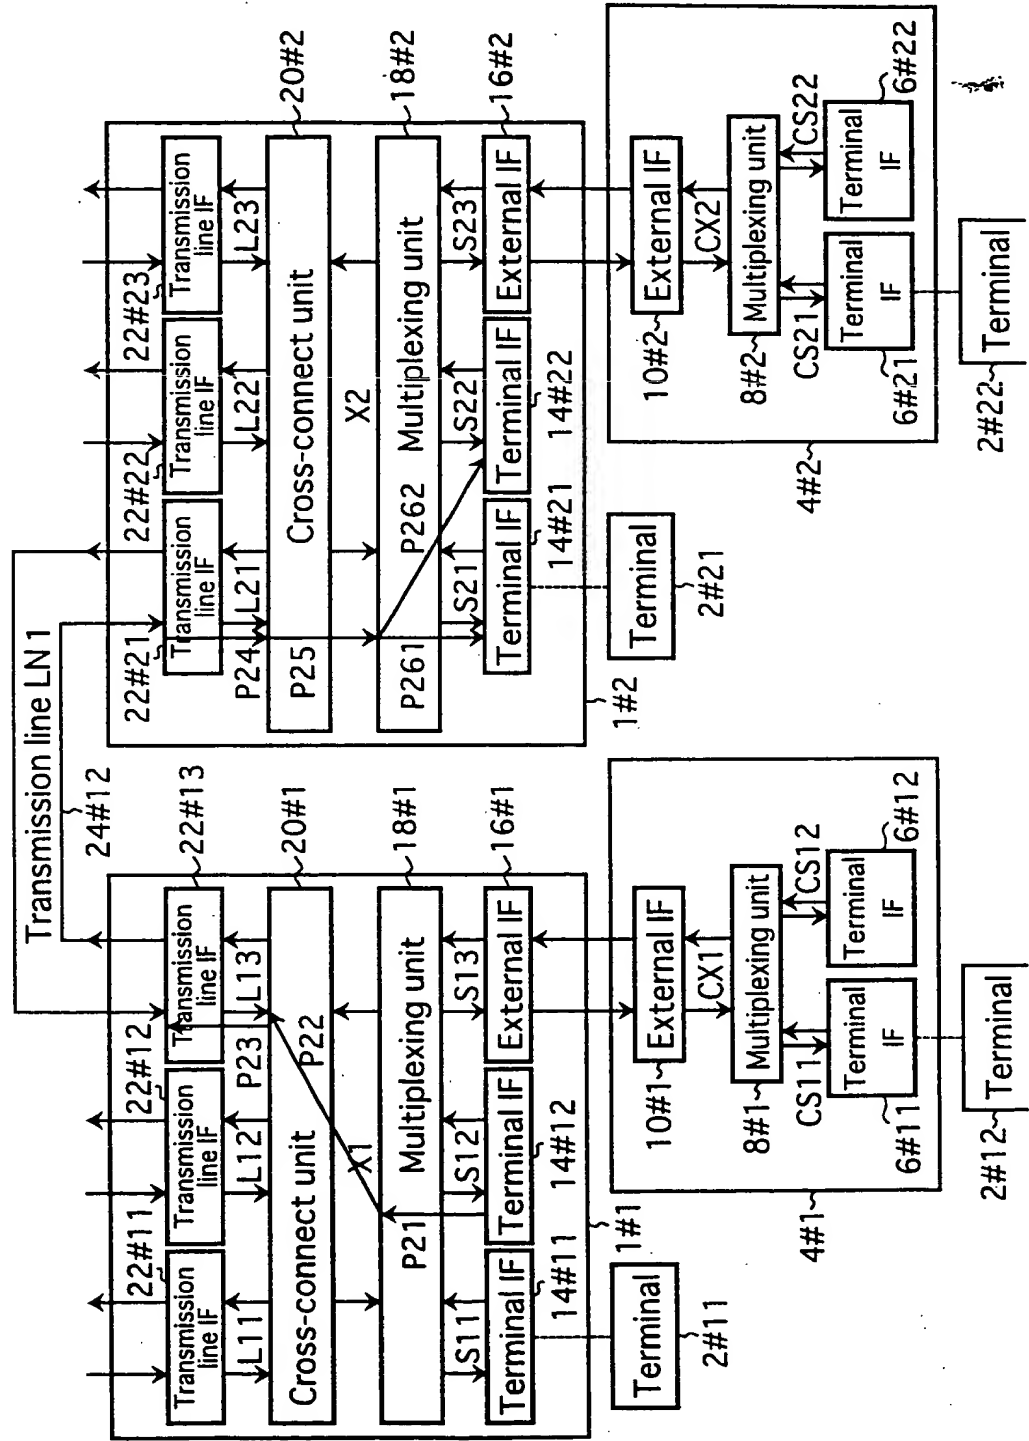 Transmission line LN1
24#12
22#11
22#12
22#13
Transmission
line IF
Transmission
line IF
Transmission
line IF
L11
L12
P23
L13
Cross-connect unit
P22
20#1
X1
P21
Multiplexing unit
18#1
S11
S12
S13
Terminal IF
Terminal IF
External IF
16#1
14#11
14#12
1#1
Terminal
2#11
10#1
External IF
CX1
8#1
Multiplexing unit
CS11
CS12
Terminal
IF
Terminal
IF
6#11
6#12
4#1
2#12
Terminal
22#21
22#22
22#23
Transmission
line IF
Transmission
line IF
Transmission
line IF
P24
L21
L22
L23
P25
Cross-connect unit
20#2
X2
P261
P262
Multiplexing unit
18#2
S21
S22
S23
Terminal IF
Terminal IF
External IF
16#2
14#21
14#22
1#2
Terminal
2#21
10#2
External IF
CX2
8#2
Multiplexing unit
CS21
CS22
Terminal
IF
Terminal
IF
6#21
6#22
4#2
2#22
Terminal